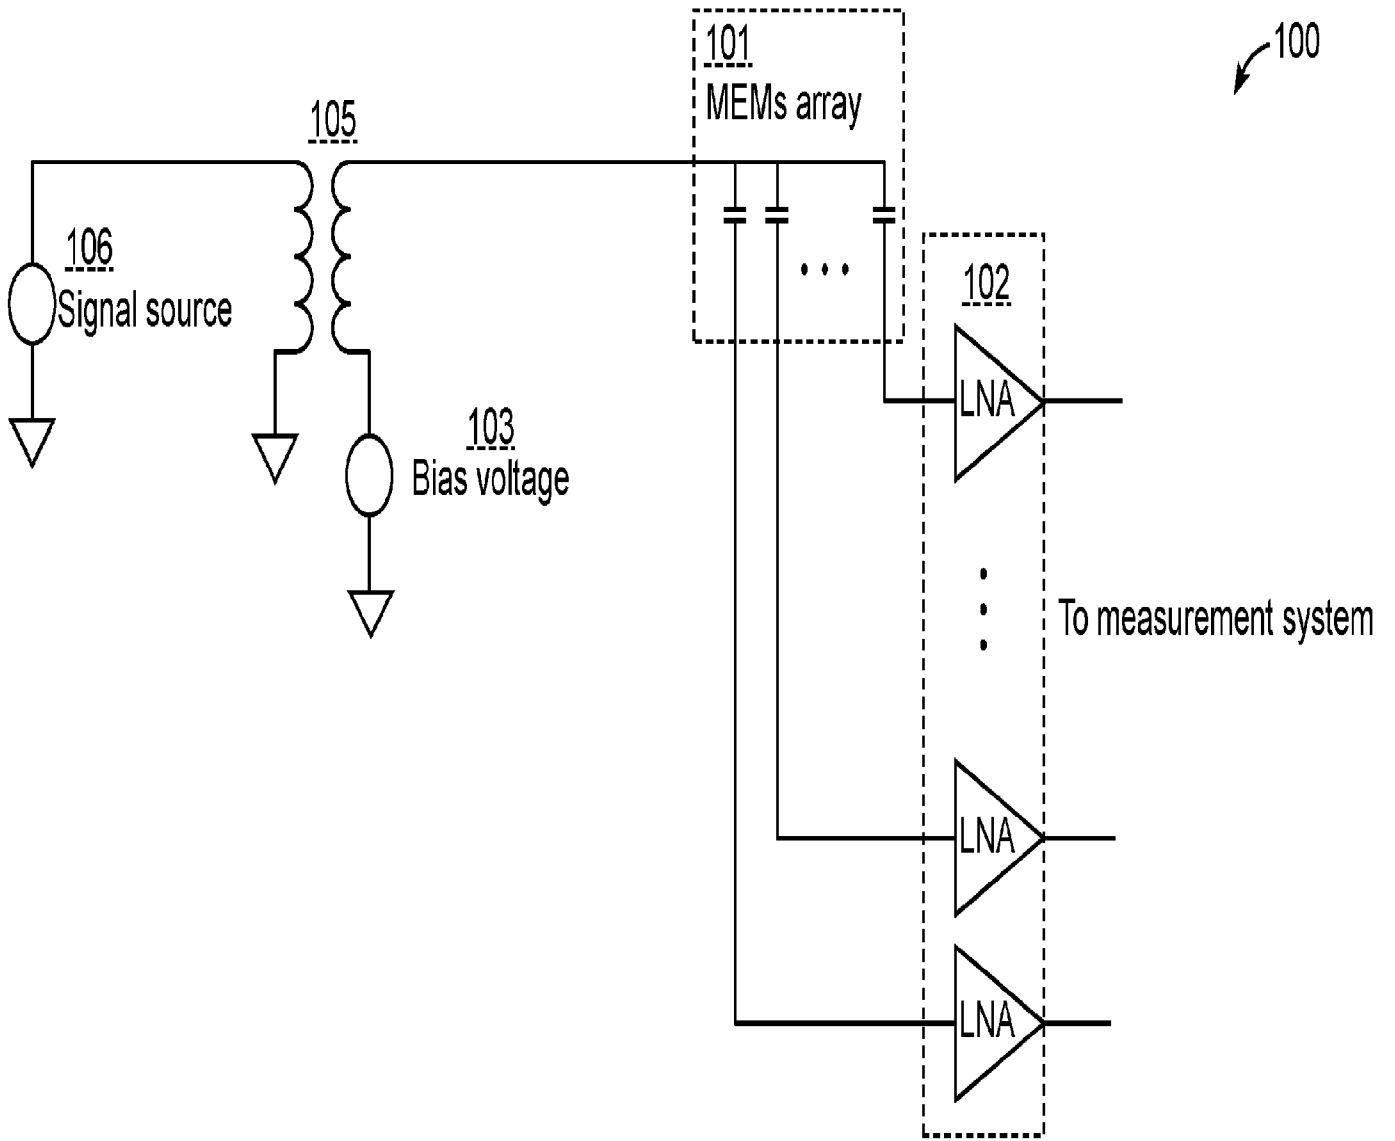 101
MEMs array
100
105
106
Signal source
102
LNA
103
Bias voltage
To measurement system
LNA
LNA